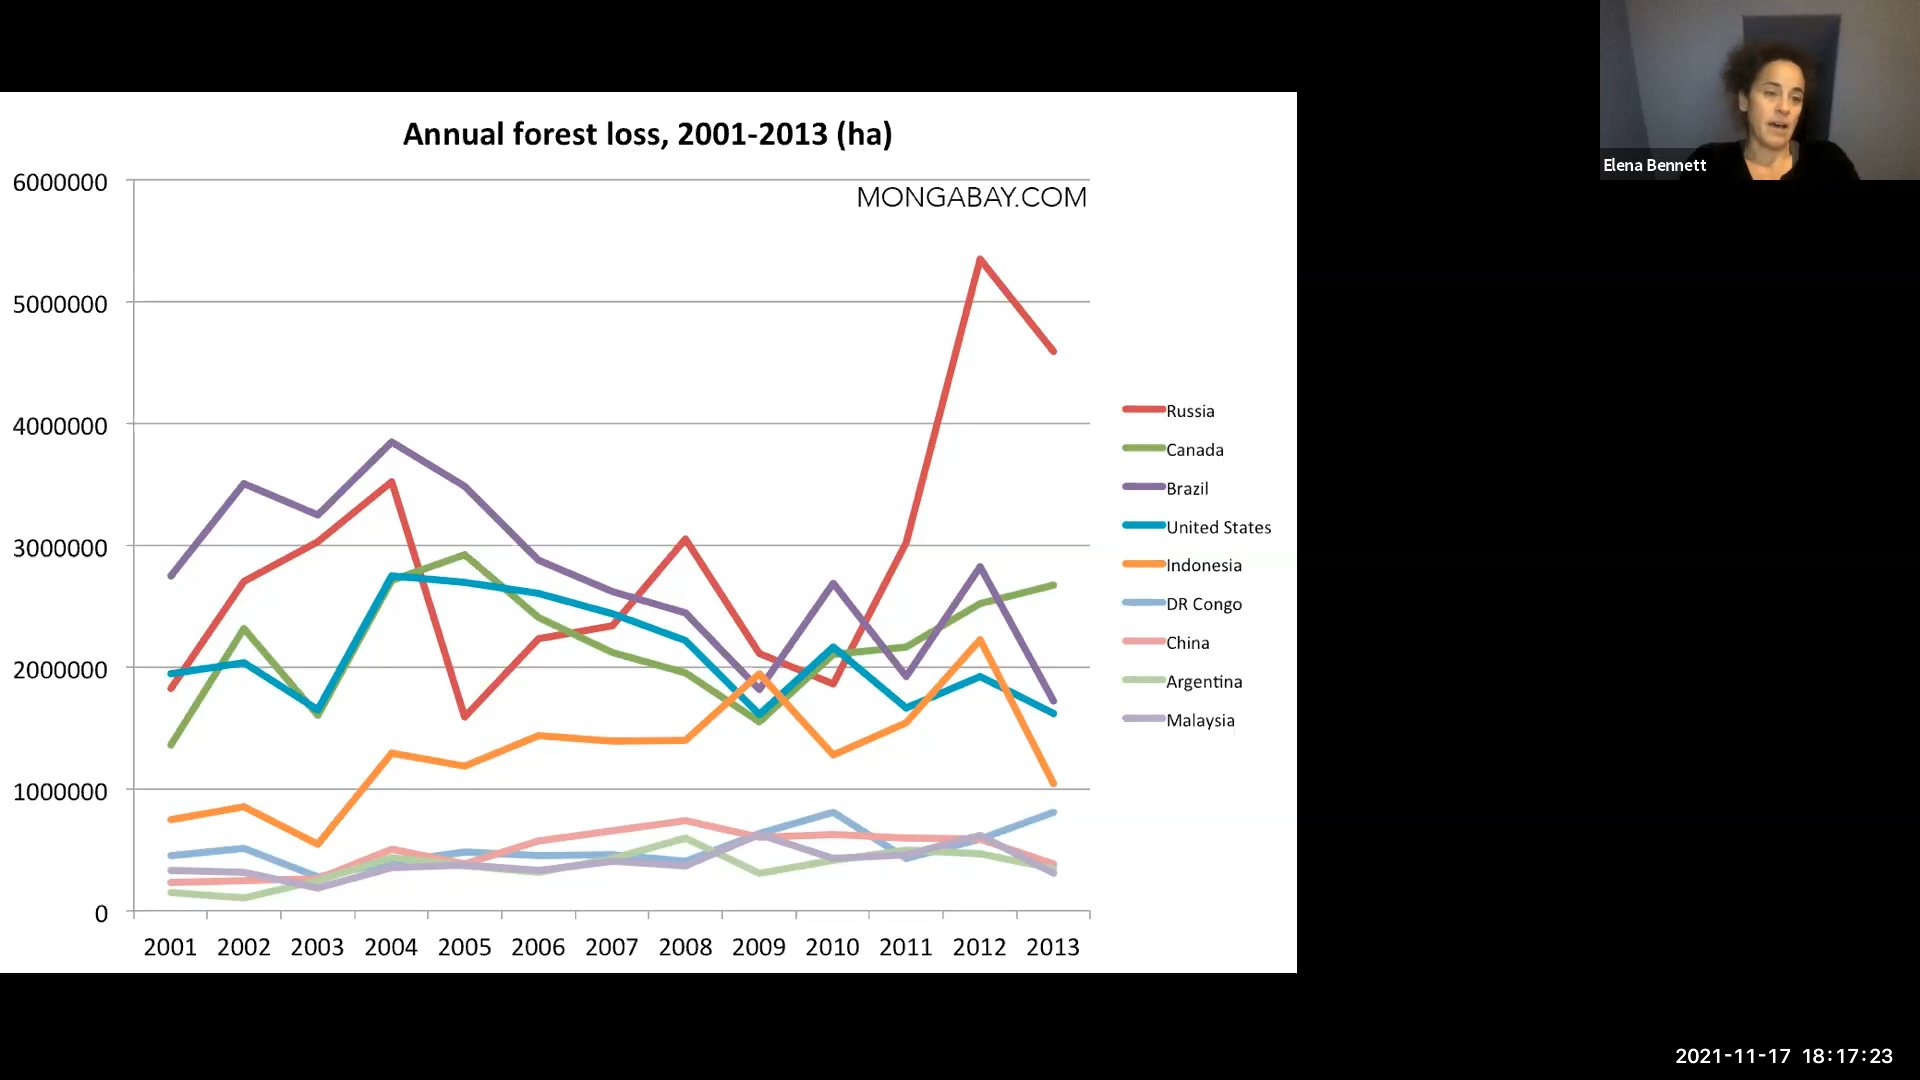 Elena Bennett
Annual forest loss, 2001-2013 (ha)
MONGABAY.COM
6000000
5000000
4000000
3000000
2000000
1000000
0
2001 2002 2003 2004 2005 2006 2007 2008 2009 2010 2011 2012 2013
Russia
Canada
Brazil
United States
Indonesia
DR Congo
China
Argentina
Malaysia
2021-11-17 18:17:23